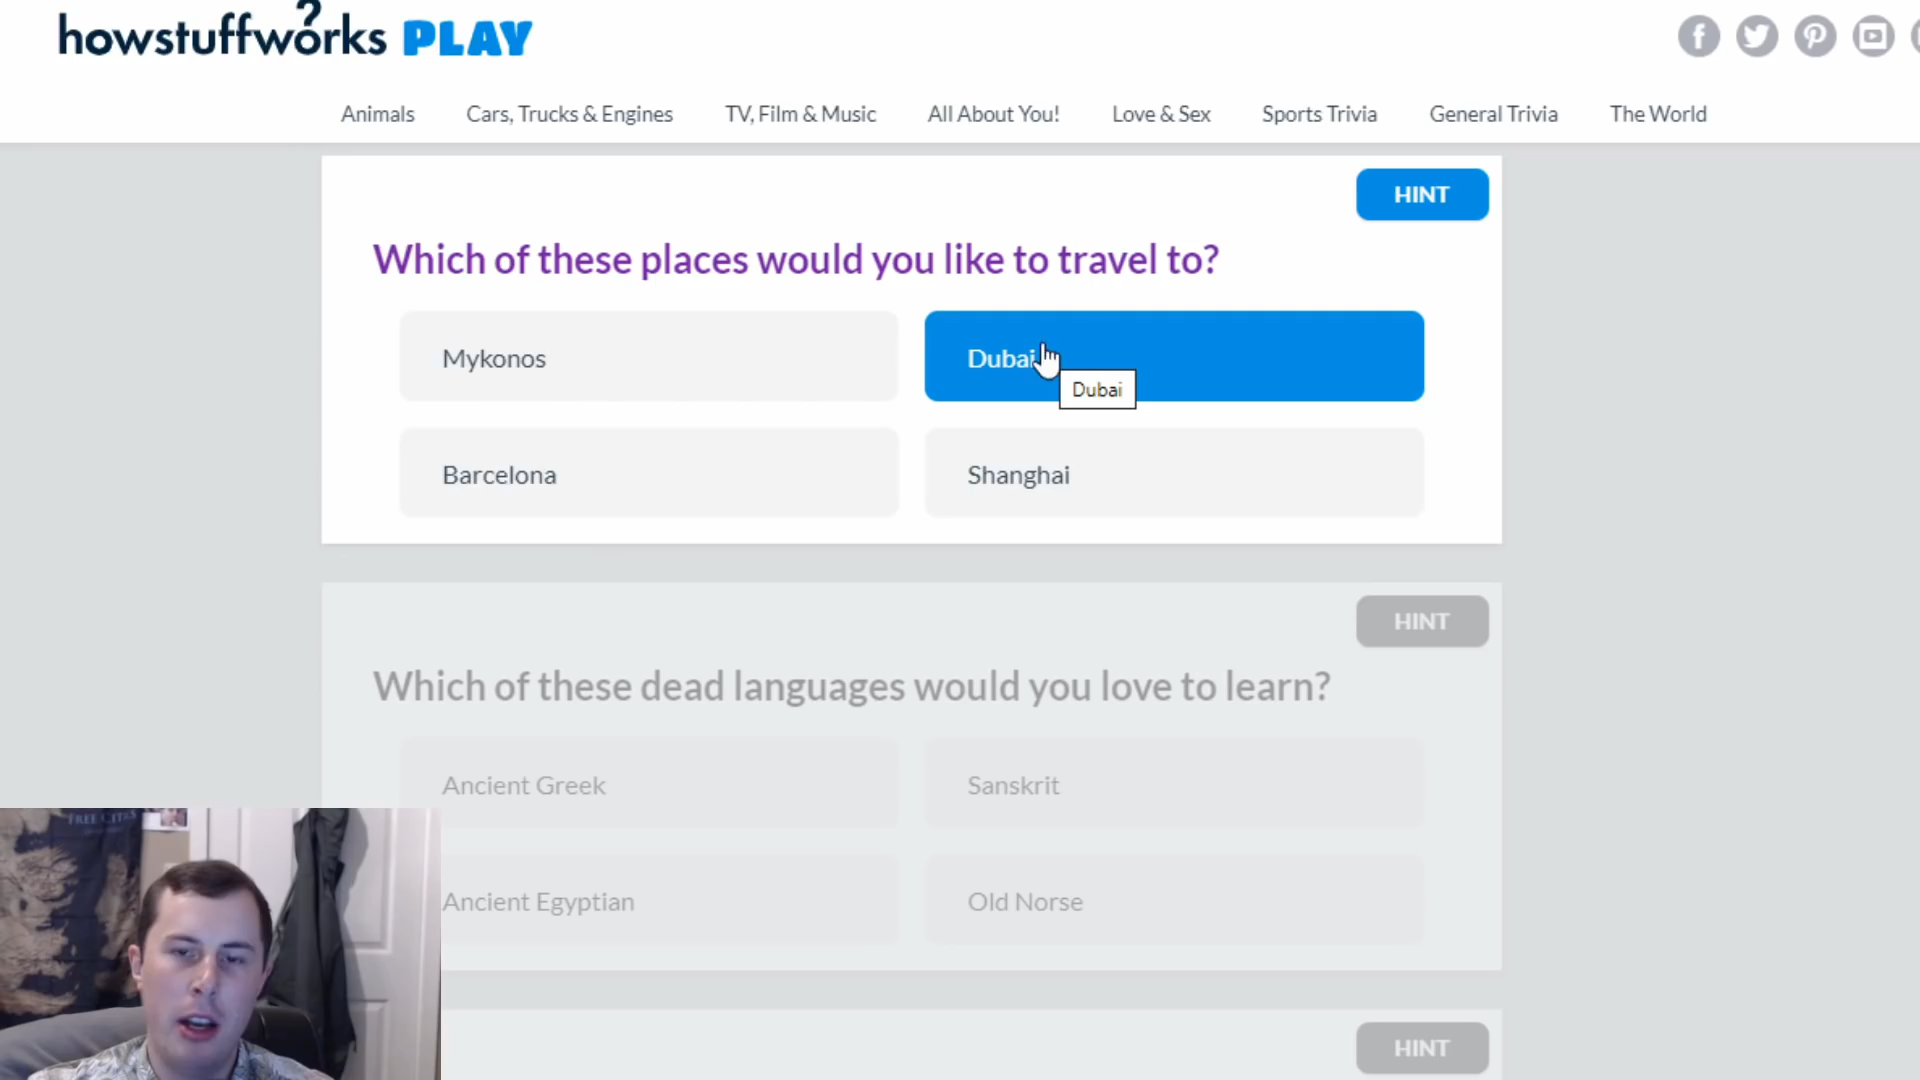 howstuffworks PLAY
Animals Cars, Trucks & Engines TV, Film & Music All About You! Love & Sex Sports Trivia General Trivia The World
HINT
Which of these places would you like to travel to?
Mykonos Dubai
Dubai
Barcelona Shanghai
HINT
Which of these dead languages would you love to learn?
Ancient Greek Sanskrit
FREE CITIES
Ancient Egyptian Old Norse
HINT